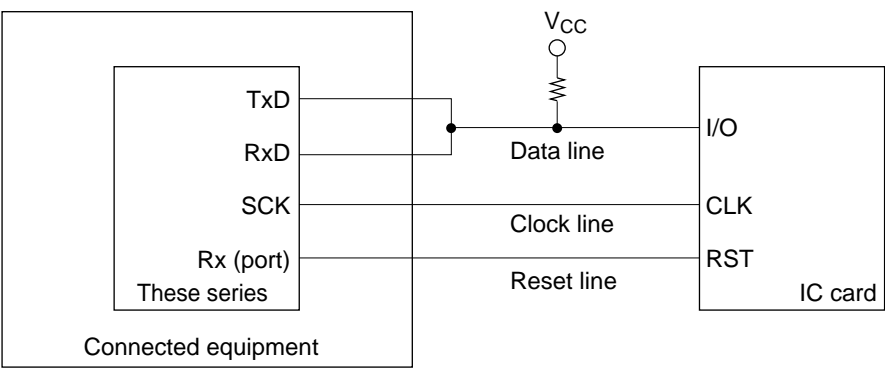 VCC
TxD
RxD
SCK
Rx (port)
These series
Connected equipment
Data line
Clock line
Reset line
I/O
CLK
RST
IC card